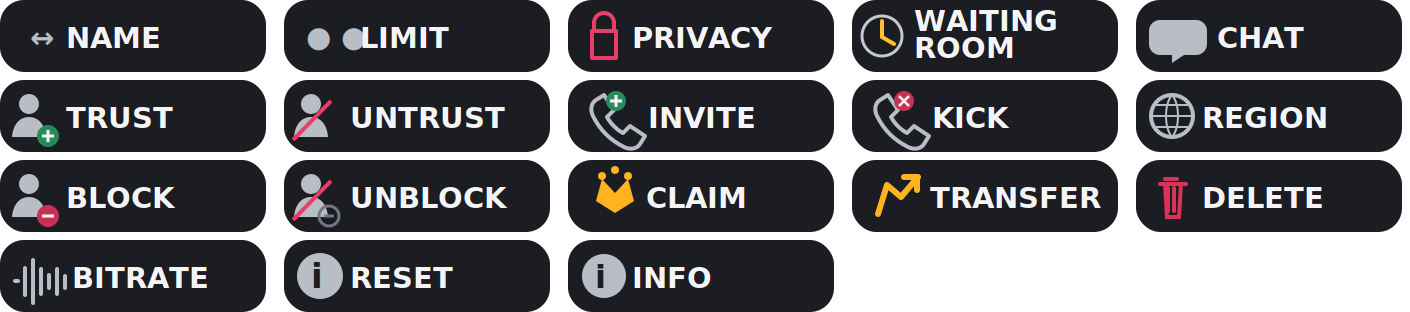 NAME
LIMIT
PRIVACY
WAITING
ROOM
CHAT
TRUST
UNTRUST
INVITE
KICK
REGION
BLOCK
UNBLOCK
CLAIM
TRANSFER
DELETE
BITRATE
i RESET
i INFO